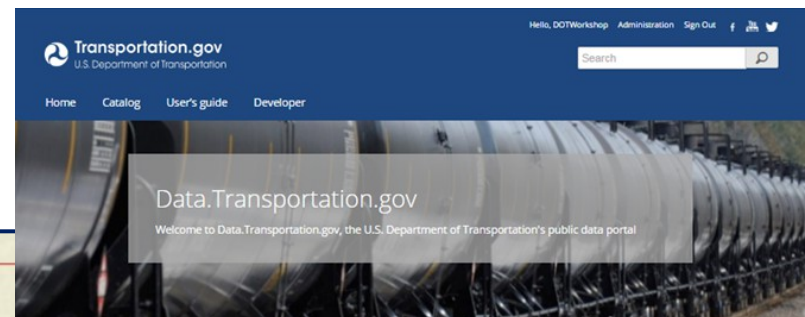 Hello, DOTWorkshop Administration Sign Out
Transportation.gov
U.S. Department of Transportation
Search
Home Catalog User's guide Developer
Data.Transportation.gov
Welcome to Data.Transportation.gov, the U.S. Department of Transportation's public data portal